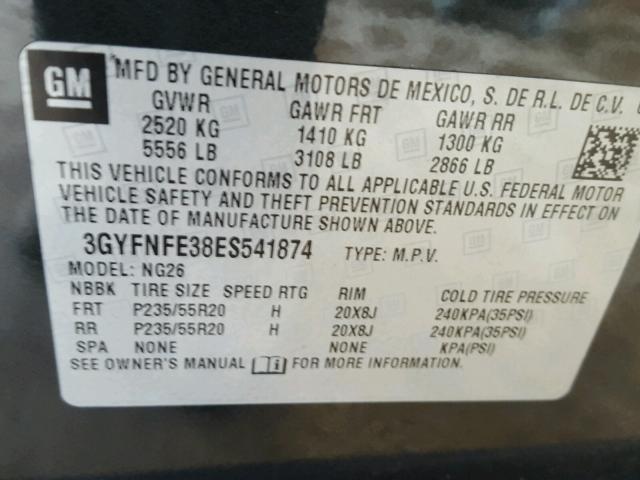 GM MFD BY GENERAL MOTORS DE MEXICO, S. DE R.L. DE C.V.
GVWR GAWR FRT GAWR RR
2520 KG 1410 KG 1300 KG
5556 LB 3108 LB 2866 LB
THIS VEHICLE CONFORMS TO ALL APPLICABLE U.S. FEDERAL MOTOR
VEHICLE SAFETY AND THEFT PREVENTION STANDARDS IN EFFECT ON
THE DATE OF MANUFACTURE SHOWN ABOVE.
3GYFNFE38ES541874 TYPE: M.P.V.
MODEL: NG26
NBBK TIRE SIZE SPEED RTG RIM COLD TIRE PRESSURE
FRT P235/55R20 H 20X8J 240KPA(35PSI)
RR P235/55R20 H 20X8J 240KPA(35PSI)
SPA NONE NONE KPA(PSI)
SEE OWNER'S MANUAL FOR MORE INFORMATION.